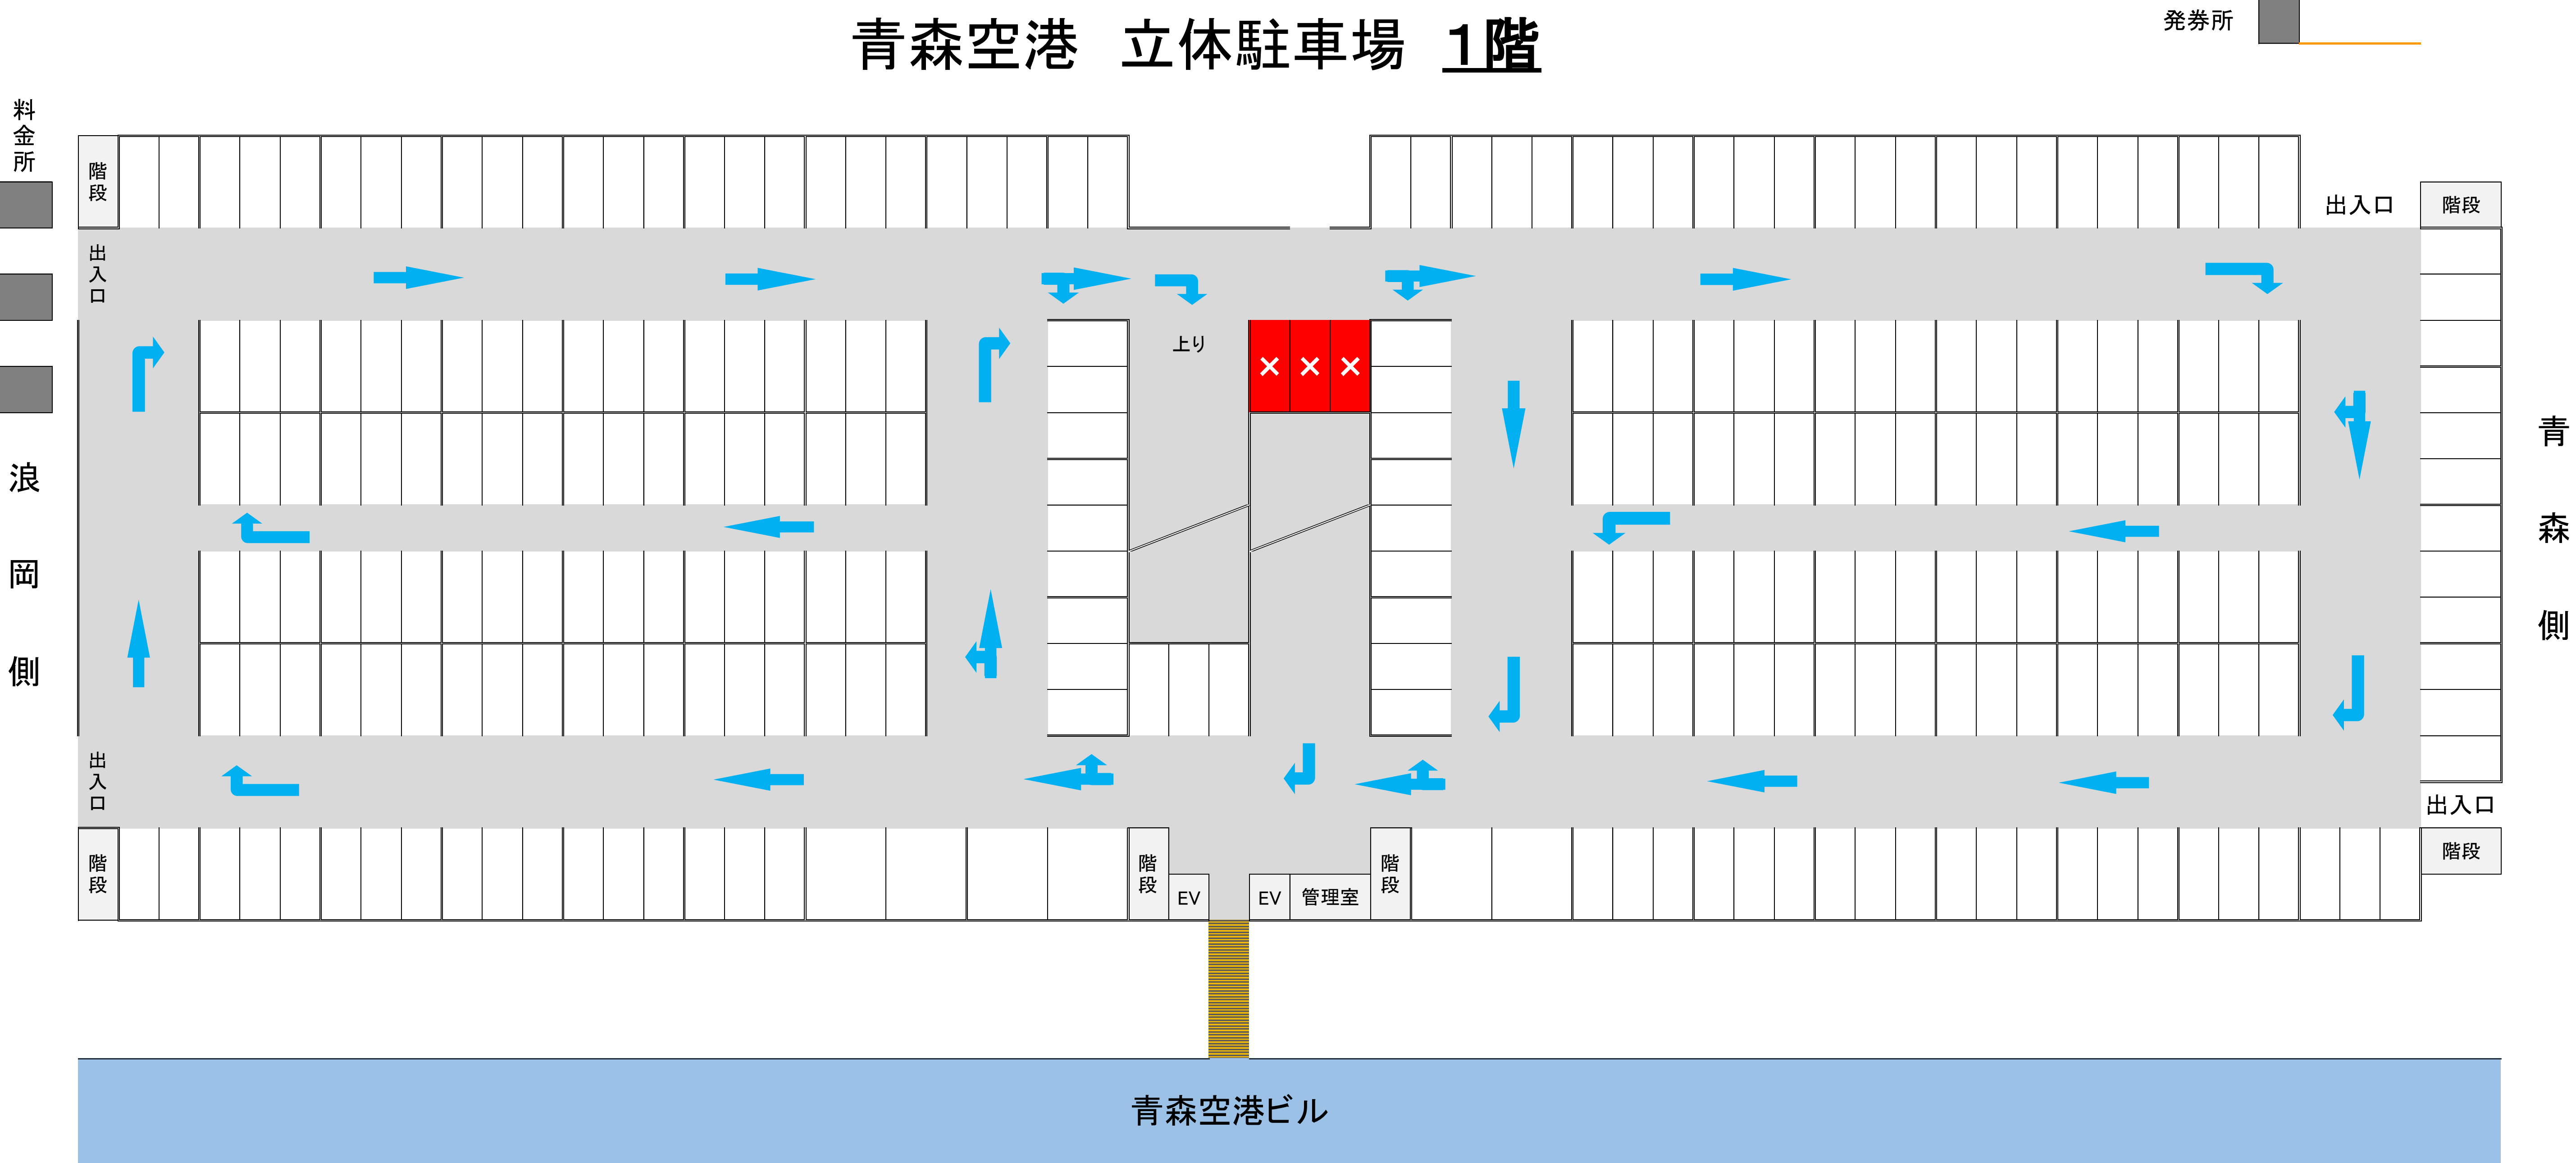 青森空港　立体駐車場　1階
発券所
料金所
階段
出入口
階段
出入口
上り
×××
浪岡側
青森側
出入口
出入口
階段
階段
EV
EV
管理室
階段
階段
青森空港ビル